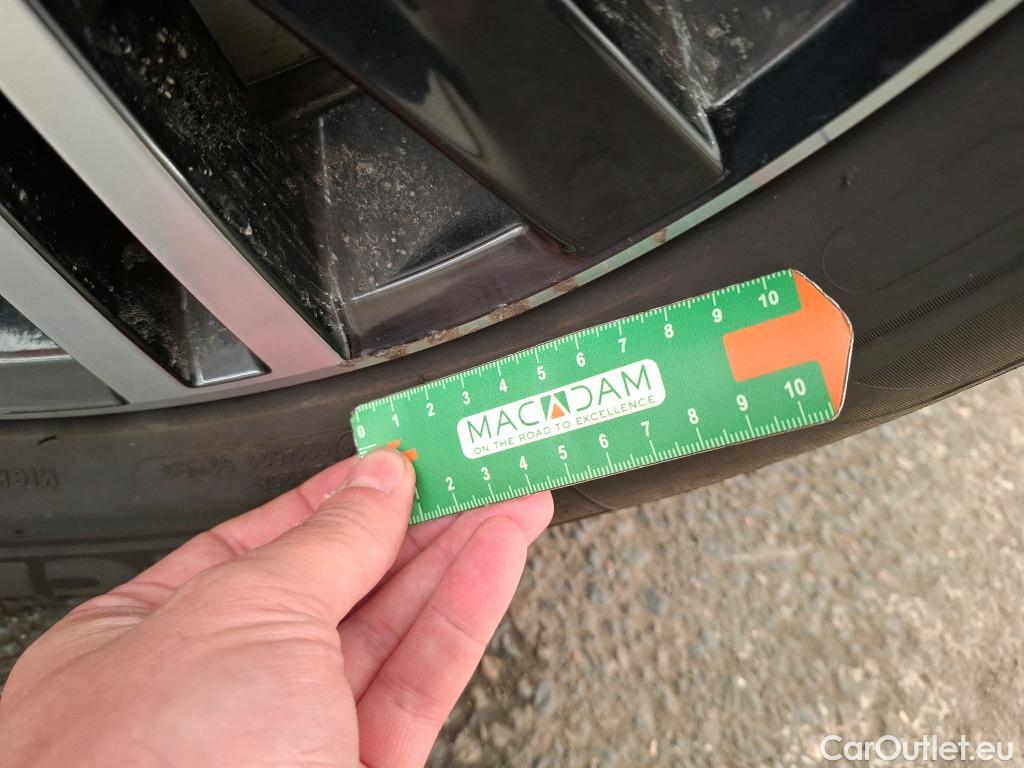 0 1 2 3 4 5 6 7 8 9 10
MACADAM
ON THE ROAD TO EXCELLENCE
2 3 4 5 6 7 8 9 10
CarOutlet.eu